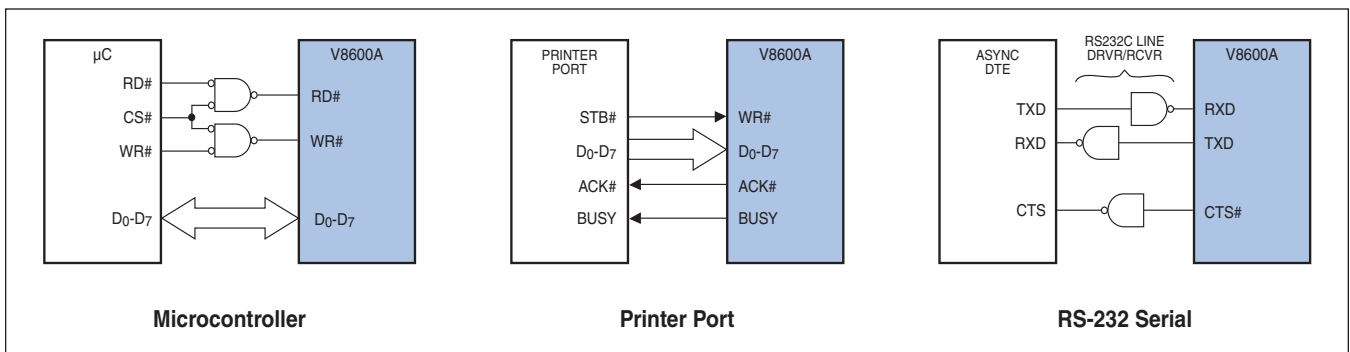 µC
V8600A
RD#
RD#
CS#
WR#
WR#
D0-D7
D0-D7
Microcontroller
PRINTER
PORT
V8600A
STB#
WR#
D0-D7
D0-D7
ACK#
ACK#
BUSY
BUSY
Printer Port
ASYNC
DTE
RS232C LINE
DRVR/RCVR
V8600A
TXD
RXD
RXD
TXD
CTS
CTS#
RS-232 Serial